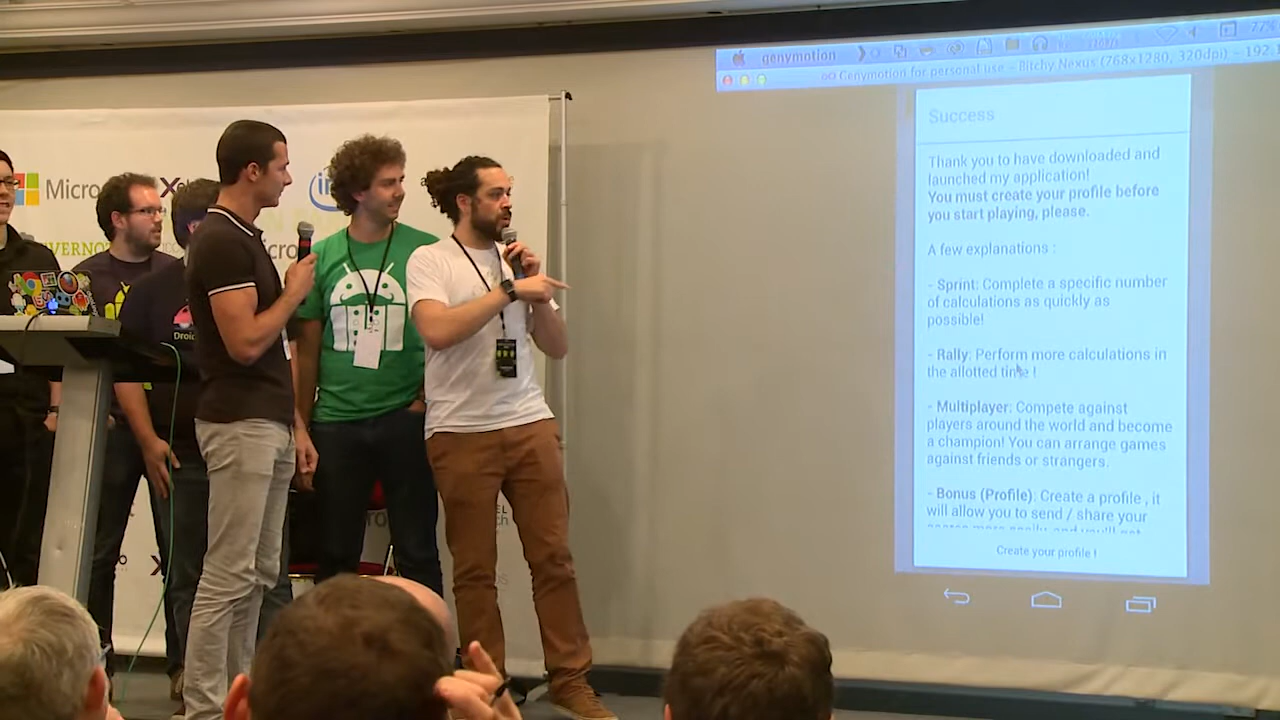 genymotion
77%
Genymotion for personal use - Bitchy Nexus (768x1280, 320dpi) - 192.1
Success
Thank you to have downloaded and
launched my application!
You must create your profile before
you start playing, please.
A few explanations :
- Sprint: Complete a specific number
of calculations as quickly as
possible!
- Rally: Perform more calculations in
the allotted time !
- Multiplayer: Compete against
players around the world and become
a champion! You can arrange games
against friends or strangers.
- Bonus (Profile): Create a profile , it
will allow you to send / share your
Create your profile !
Micro
VERNO
Droid